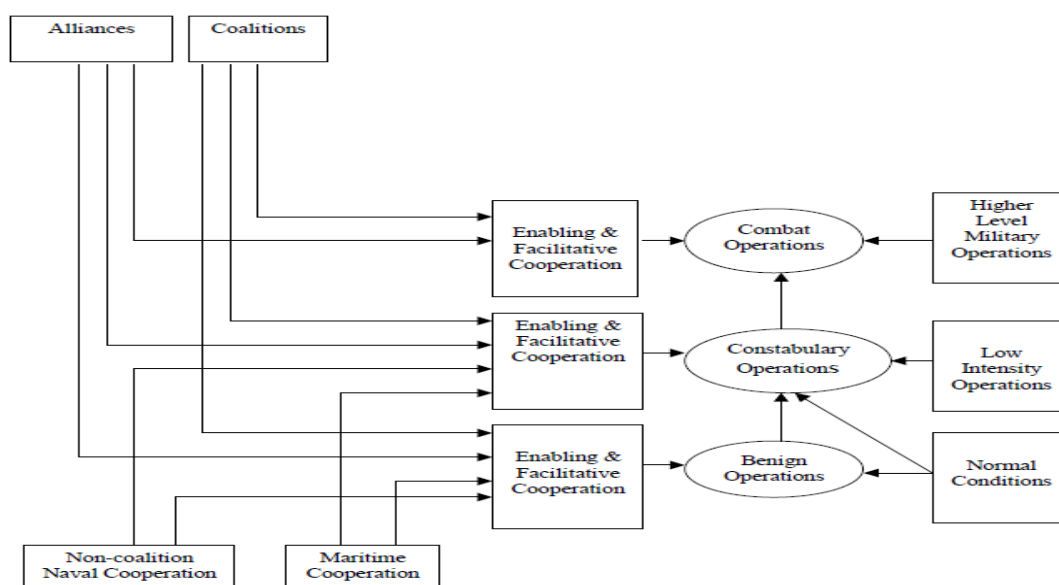 Alliances
Coalitions
Enabling &
Facilitative
Cooperation
Combat
Operations
Higher
Level
Military
Operations
Enabling &
Facilitative
Cooperation
Constabulary
Operations
Low
Intensity
Operations
Enabling &
Facilitative
Cooperation
Benign
Operations
Normal
Conditions
Non-coalition
Naval Cooperation
Maritime
Cooperation